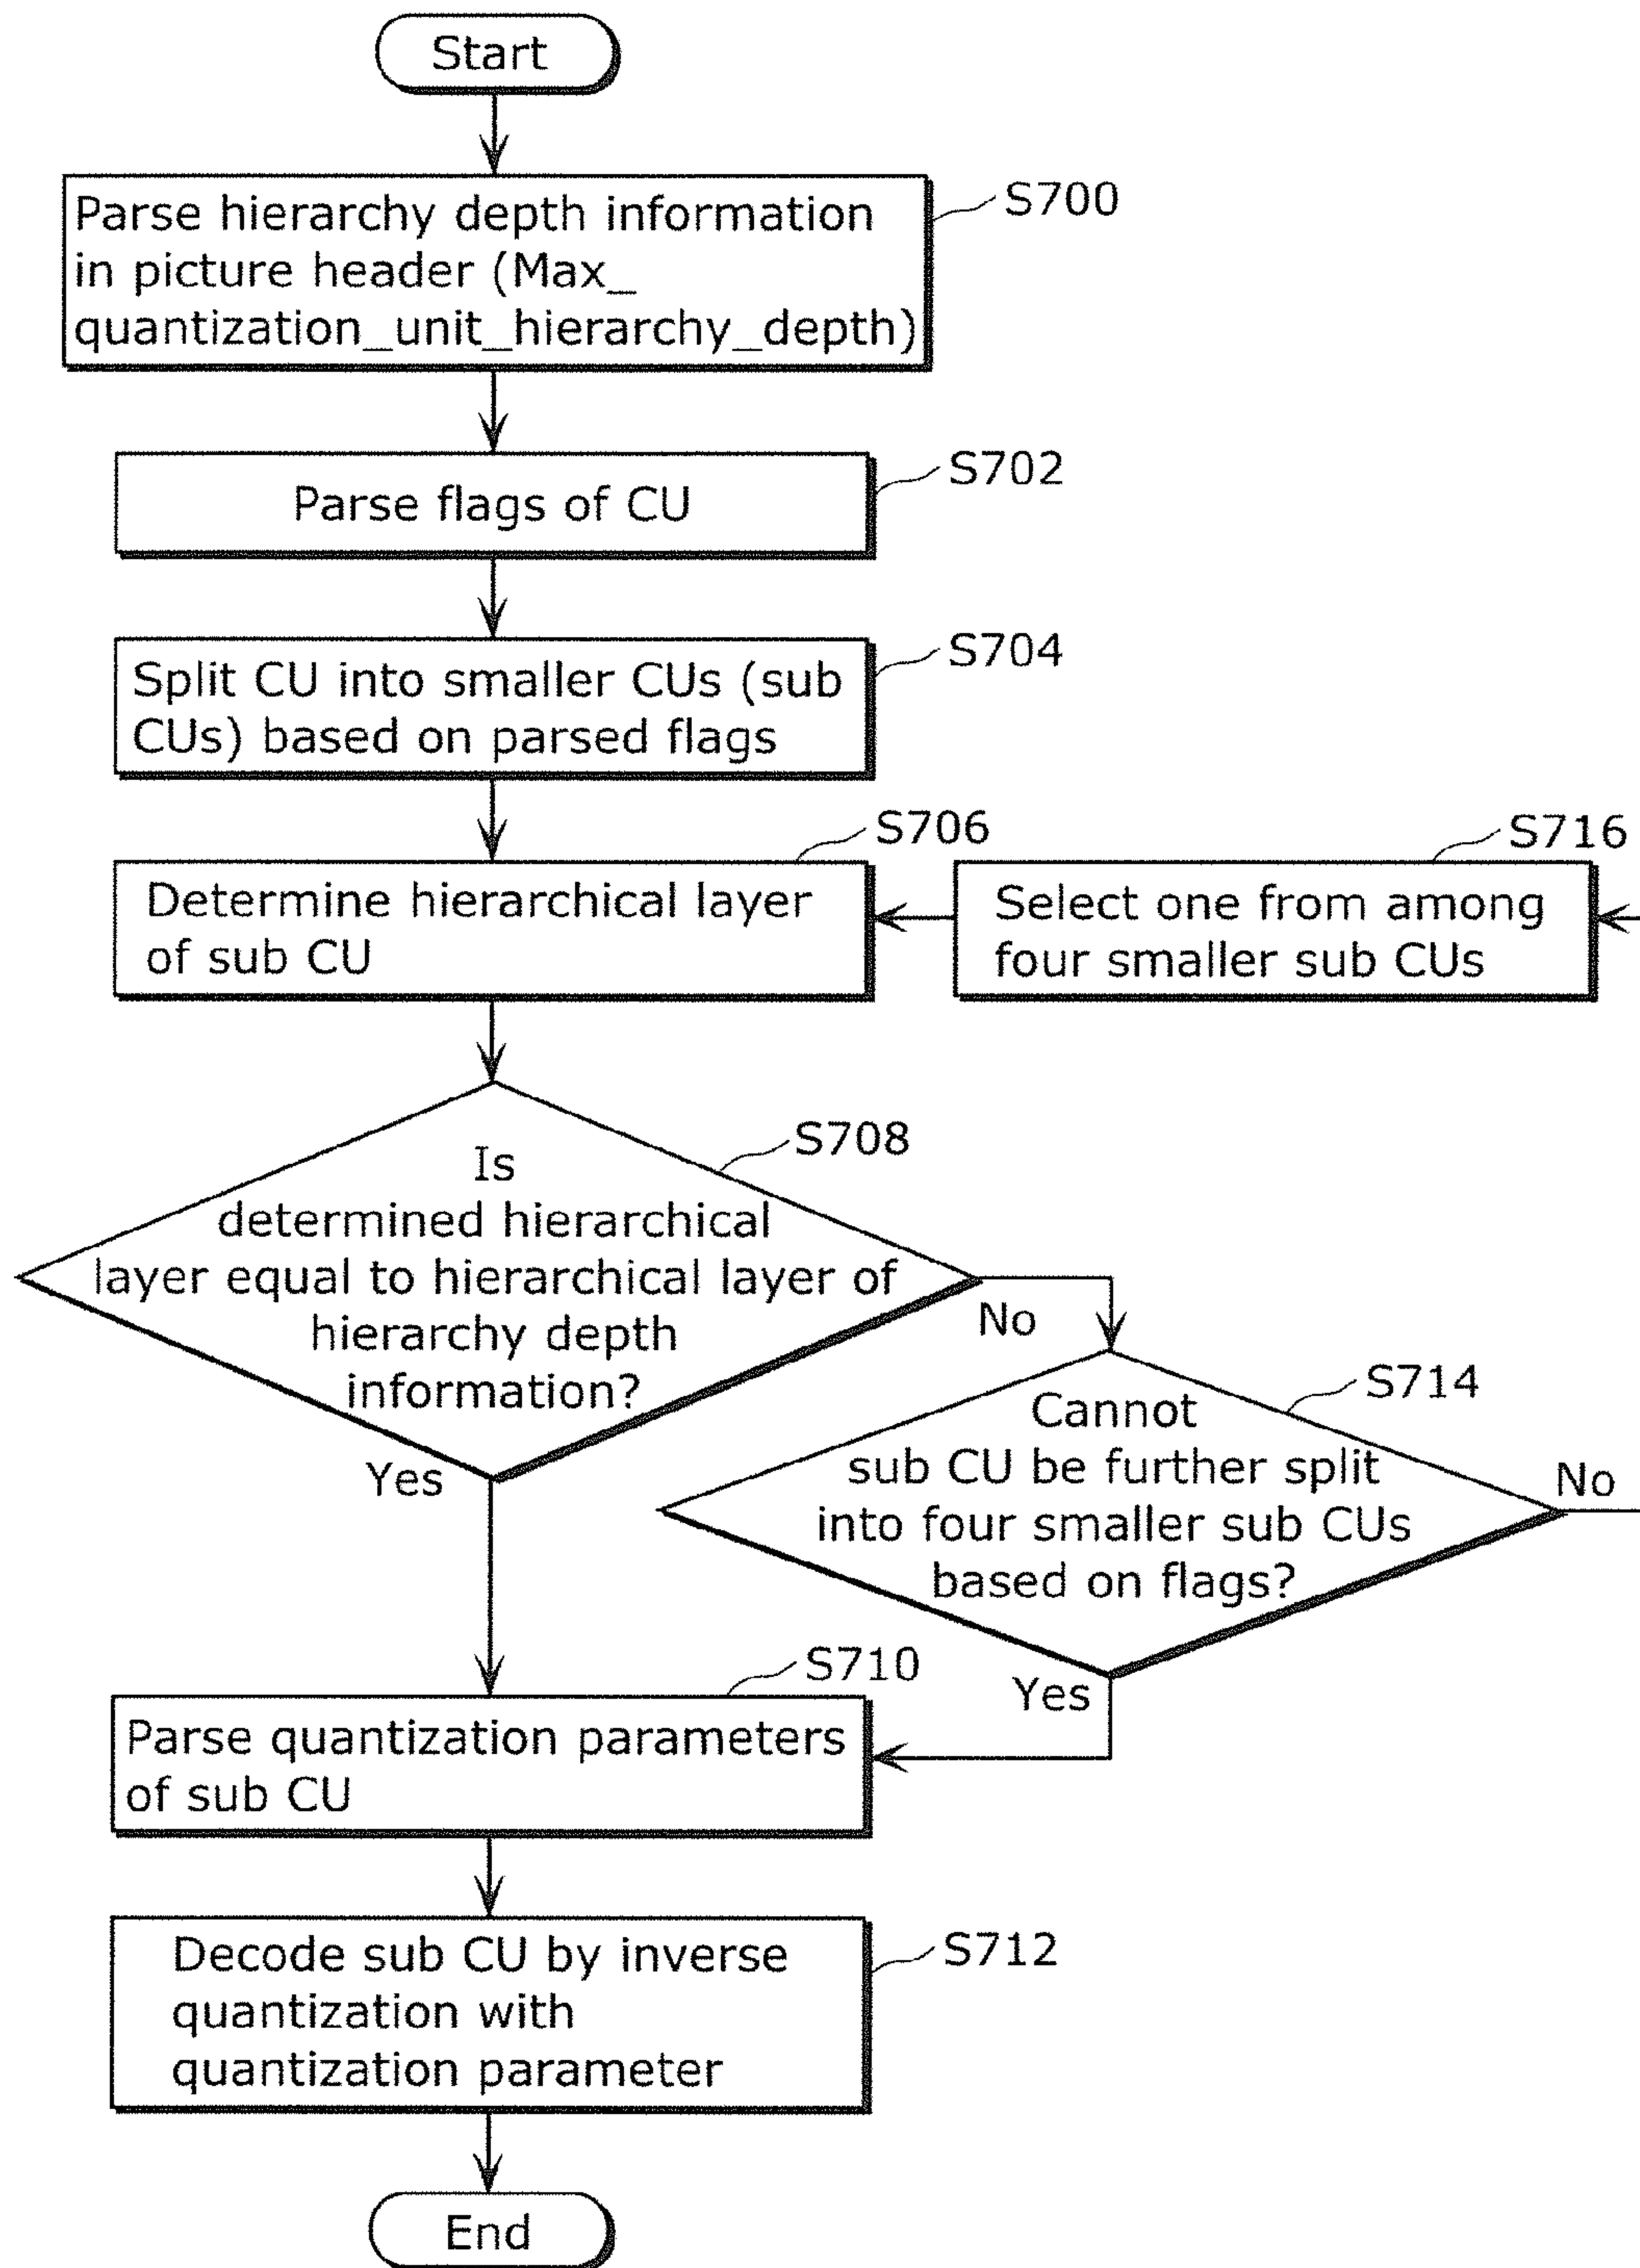 Start
Parse hierarchy depth information
in picture header (Max_
quantization_unit_hierarchy_depth)
S700
Parse flags of CU
S702
Split CU into smaller CUs (sub
CUs) based on parsed flags
S704
Determine hierarchical layer
of sub CU
S706
Select one from among
four smaller sub CUs
S716
Is
determined hierarchical
layer equal to hierarchical layer of
hierarchy depth
information?
S708
No
Yes
Cannot
sub CU be further split
into four smaller sub CUs
based on flags?
S714
No
Yes
Parse quantization parameters
of sub CU
S710
Decode sub CU by inverse
quantization with
quantization parameter
S712
End